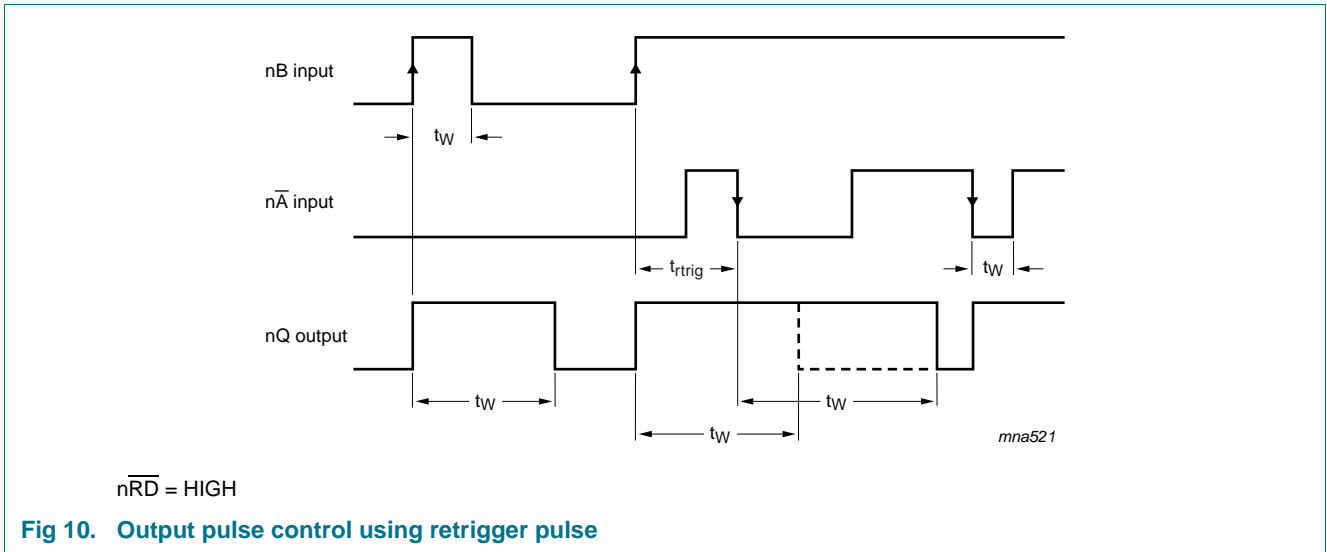 nB input
tW
nA̅ input
trtrig
tW
nQ output
tW
tW
tW
mna521
nR̅D̅ = HIGH
Fig 10. Output pulse control using retrigger pulse